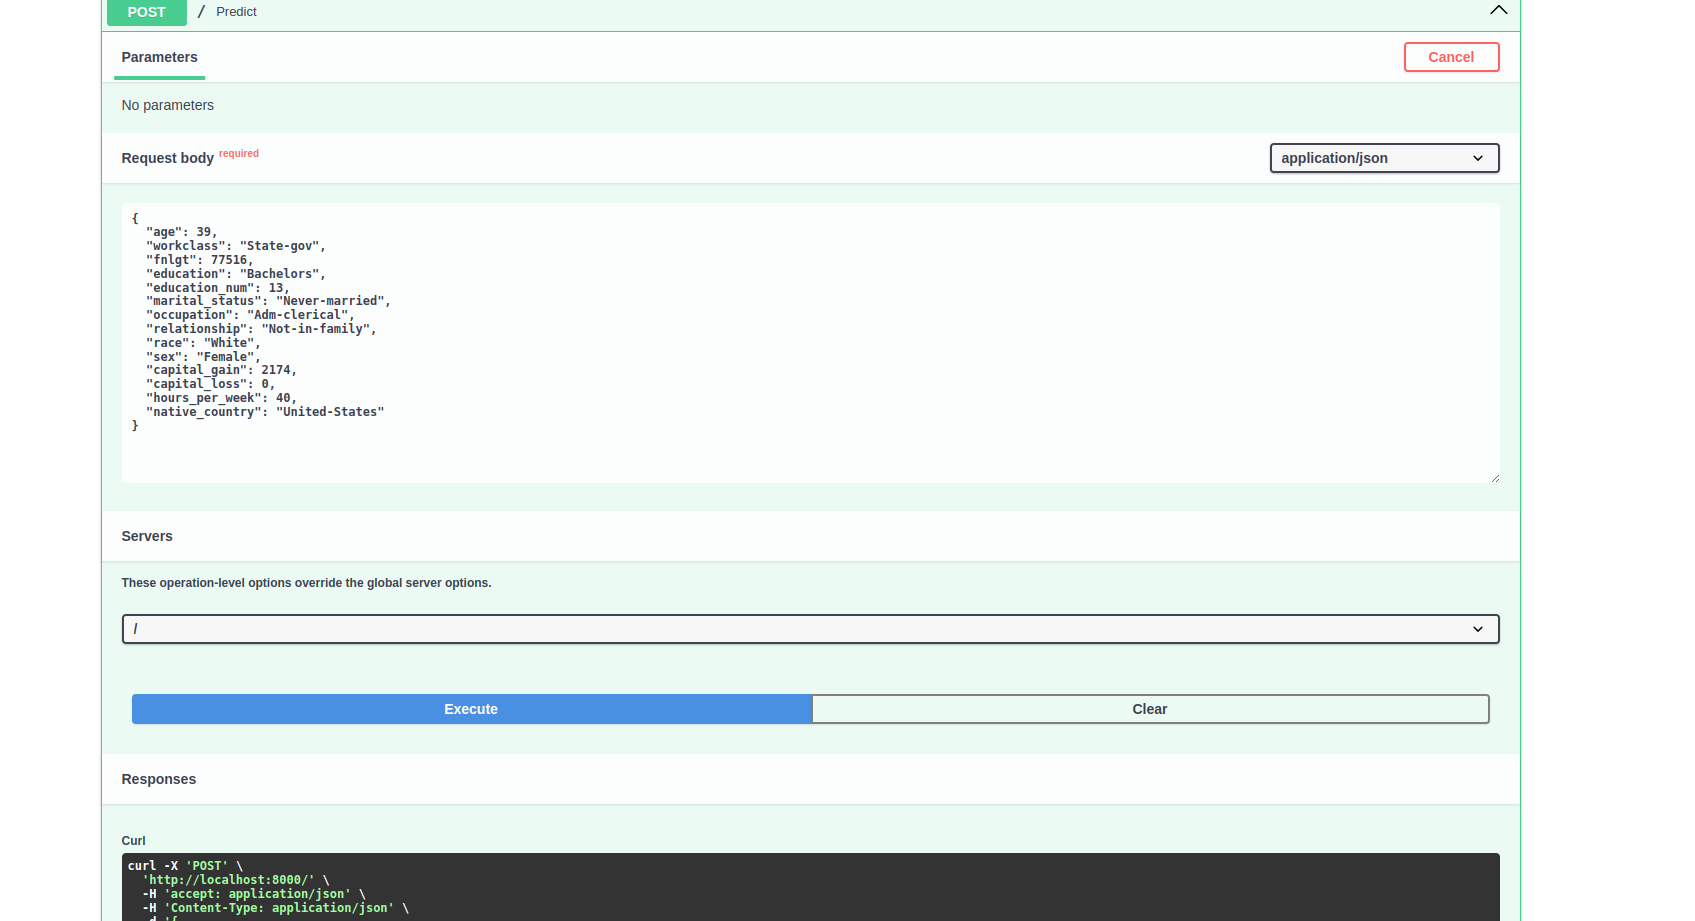 POST / Predict
Parameters
Cancel
No parameters
Request body required
application/json
{
  "age": 39,
  "workclass": "State-gov",
  "fnlgt": 77516,
  "education": "Bachelors",
  "education_num": 13,
  "marital_status": "Never-married",
  "occupation": "Adm-clerical",
  "relationship": "Not-in-family",
  "race": "White",
  "sex": "Female",
  "capital_gain": 2174,
  "capital_loss": 0,
  "hours_per_week": 40,
  "native_country": "United-States"
}
Servers
These operation-level options override the global server options.
/
Execute
Clear
Responses
Curl
curl -X 'POST' \
  'http://localhost:8000/' \
  -H 'accept: application/json' \
  -H 'Content-Type: application/json' \
  -d '{